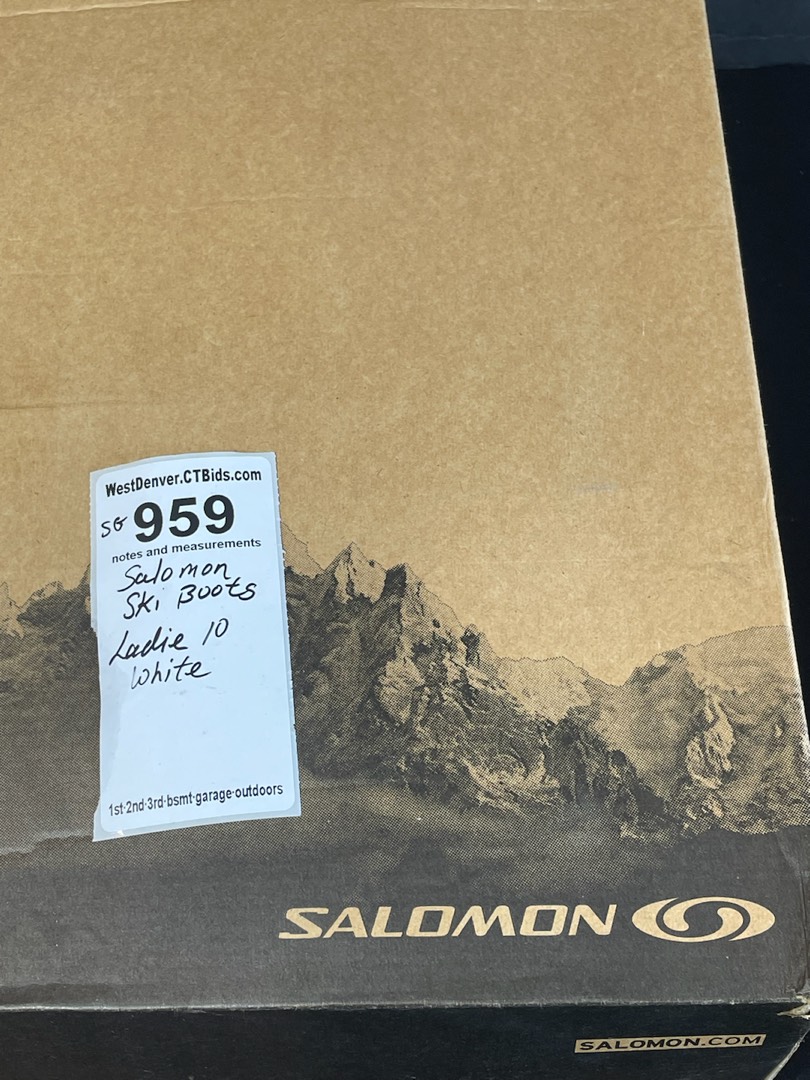 WestDenver.CTBids.com
SG 959
notes and measurements
Salomon
Ski Boots
Ladie 10
White
1st-2nd-3rd-bsmt-garage-outdoors
SALOMON
SALOMON.COM